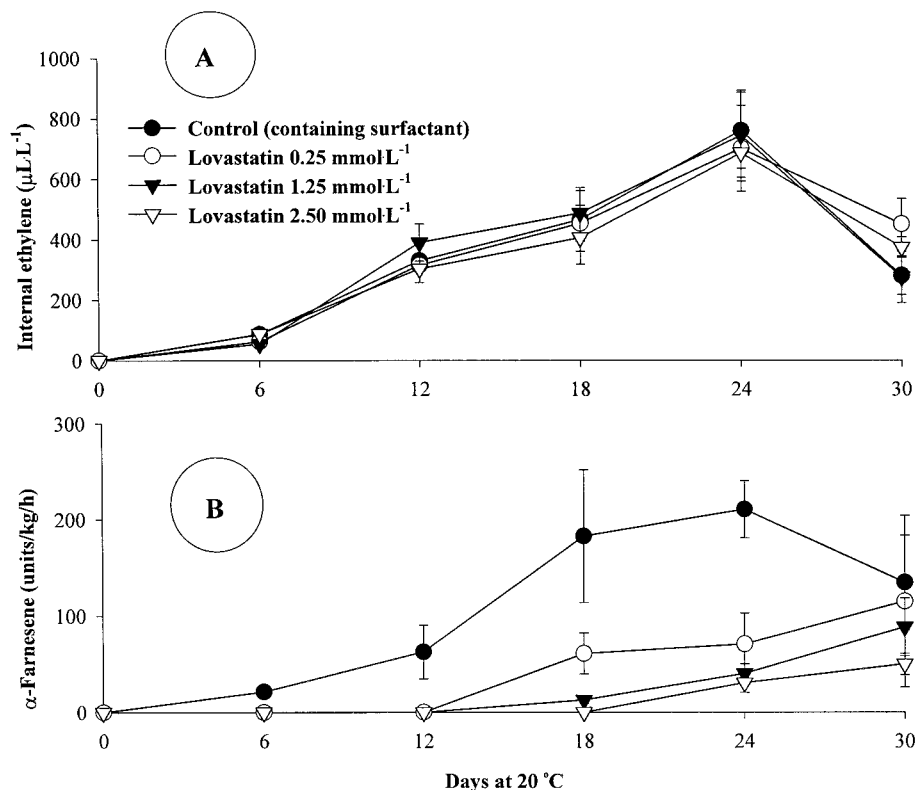 A
1000
800
600
400
200
0
Internal ethylene (μL·L⁻¹)
Control (containing surfactant)
Lovastatin 0.25 mmol·L⁻¹
Lovastatin 1.25 mmol·L⁻¹
Lovastatin 2.50 mmol·L⁻¹
0 6 12 18 24 30
B
300
200
100
0
α-Farnesene (units/kg/h)
0 6 12 18 24 30
Days at 20 °C